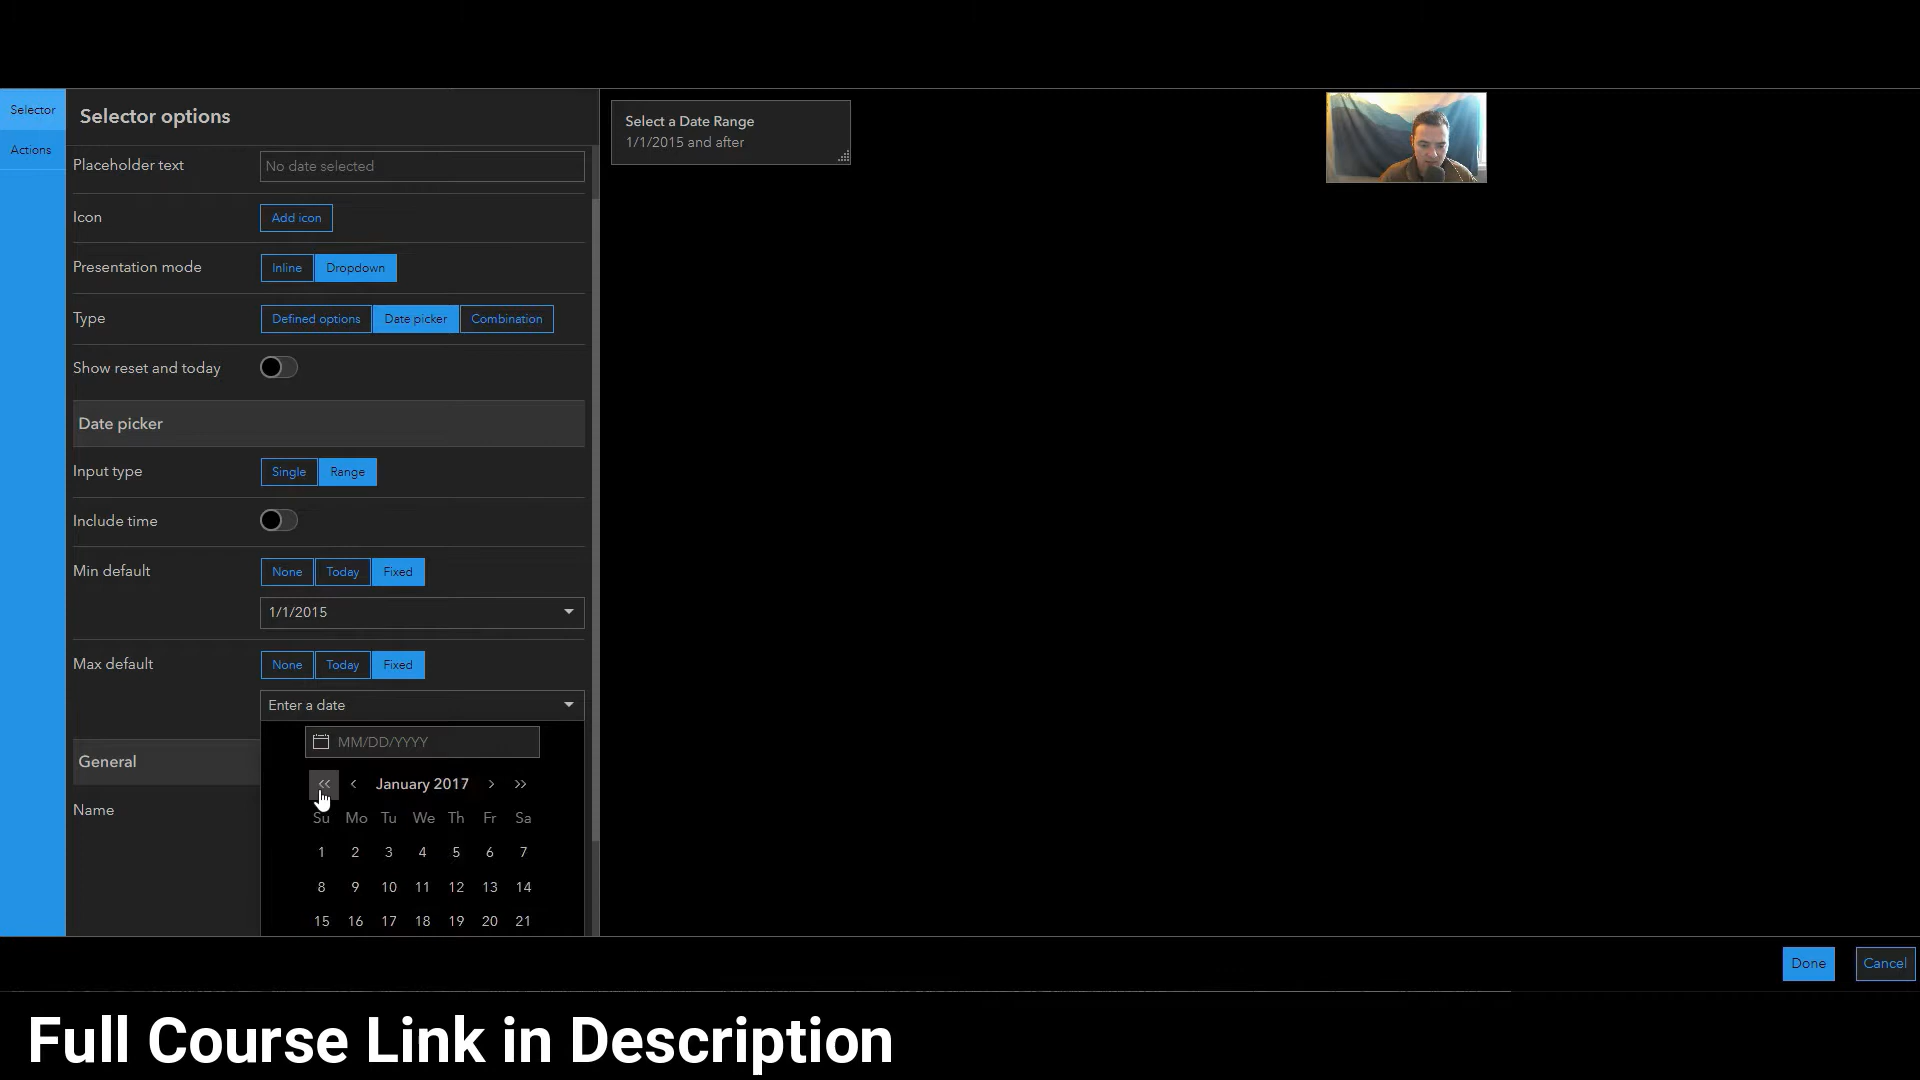 Selector
Actions
Selector options
Placeholder text
No date selected
Icon
Add icon
Presentation mode
Inline
Dropdown
Type
Defined options
Date picker
Combination
Show reset and today
Date picker
Input type
Single
Range
Include time
Min default
None
Today
Fixed
1/1/2015
Max default
None
Today
Fixed
Enter a date
MM/DD/YYYY
General
« ‹ January 2017 › »
Name
Su Mo Tu We Th Fr Sa
1 2 3 4 5 6 7
8 9 10 11 12 13 14
15 16 17 18 19 20 21
Select a Date Range
1/1/2015 and after
Done
Cancel
Full Course Link in Description